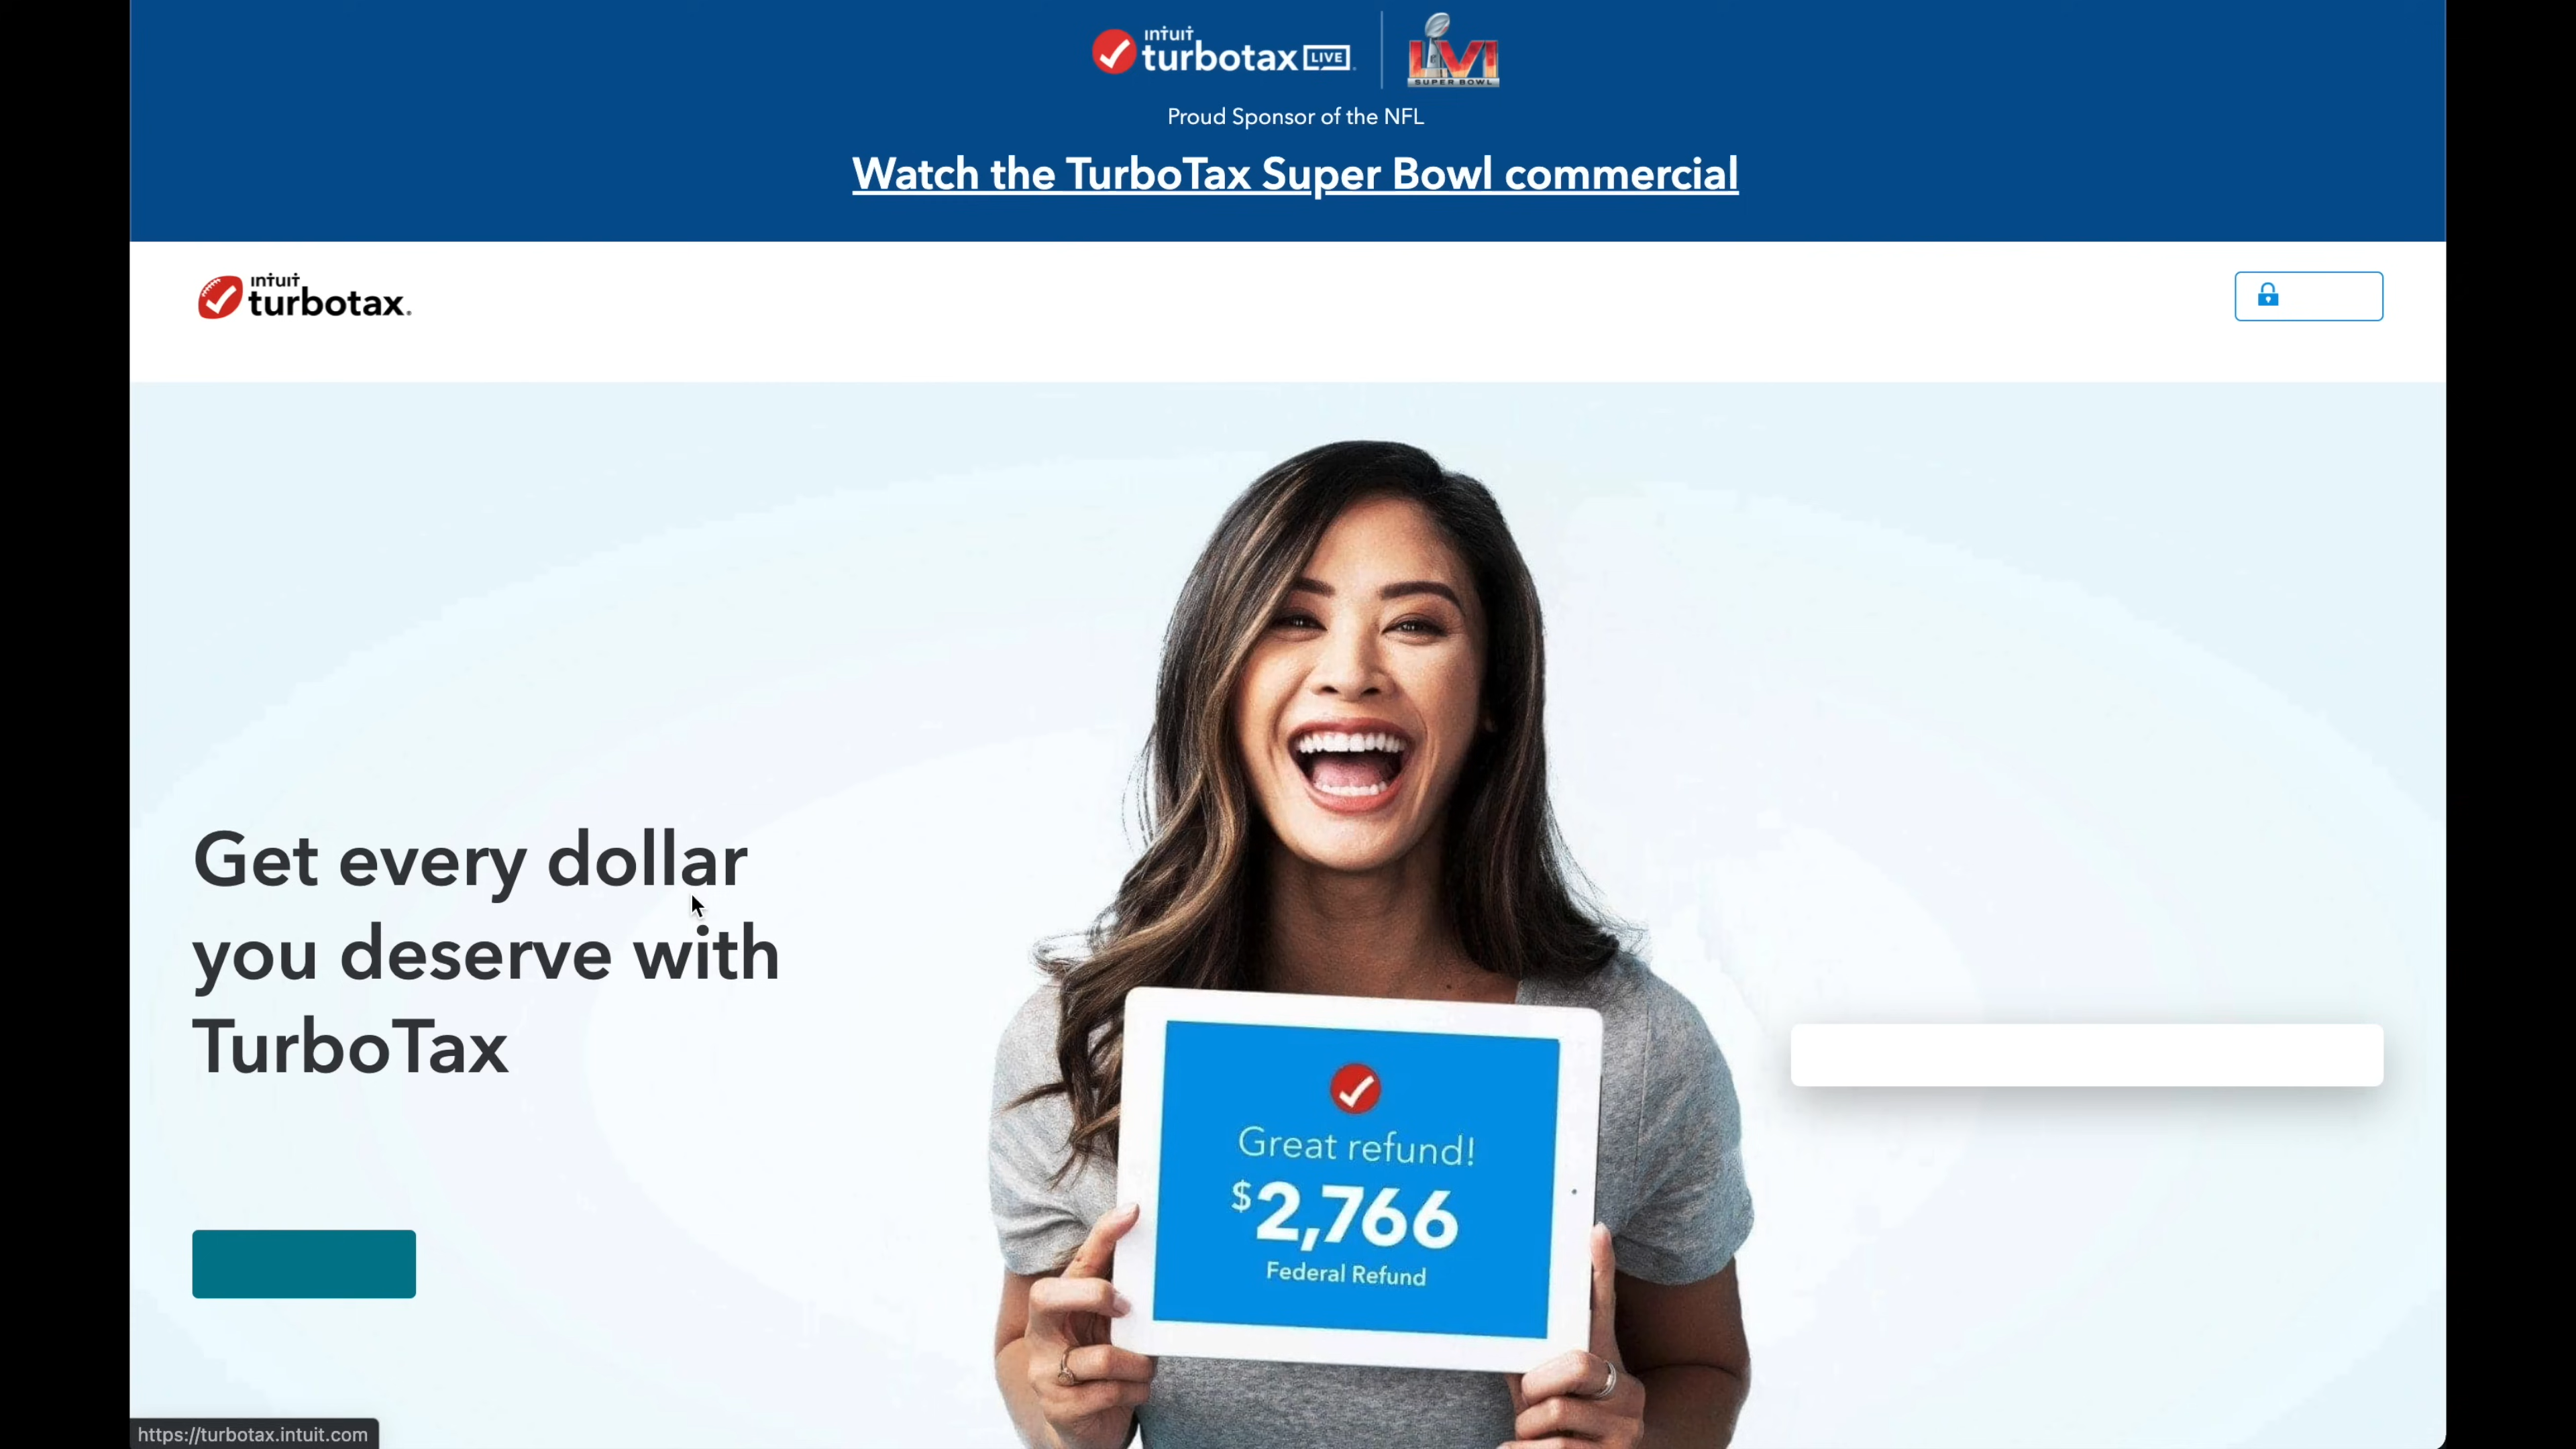 intuit
turbotax LIVE
LVI
SUPER BOWL
Proud Sponsor of the NFL
Watch the TurboTax Super Bowl commercial
intuit
turbotax.
Get every dollar
you deserve with
TurboTax
Great refund!
$2,766
Federal Refund
https://turbotax.intuit.com